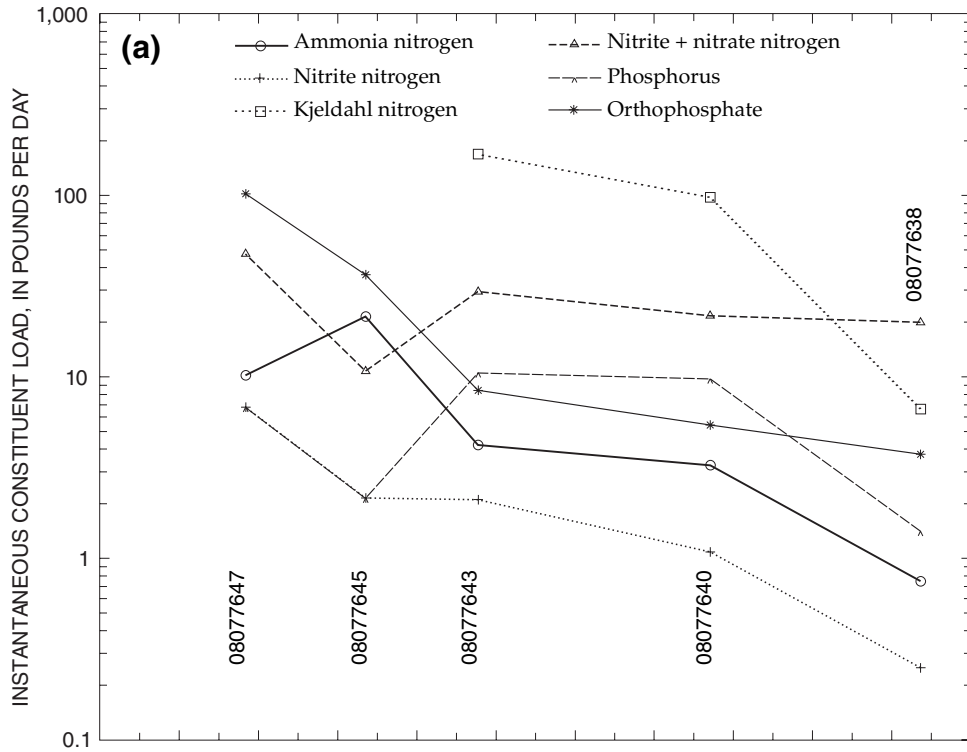 1,000
(a)
Ammonia nitrogen
Nitrite + nitrate nitrogen
Nitrite nitrogen
Phosphorus
Kjeldahl nitrogen
Orthophosphate
INSTANTANEOUS CONSTITUENT LOAD, IN POUNDS PER DAY
100
10
1
0.1
08077647
08077645
08077643
08077640
08077638